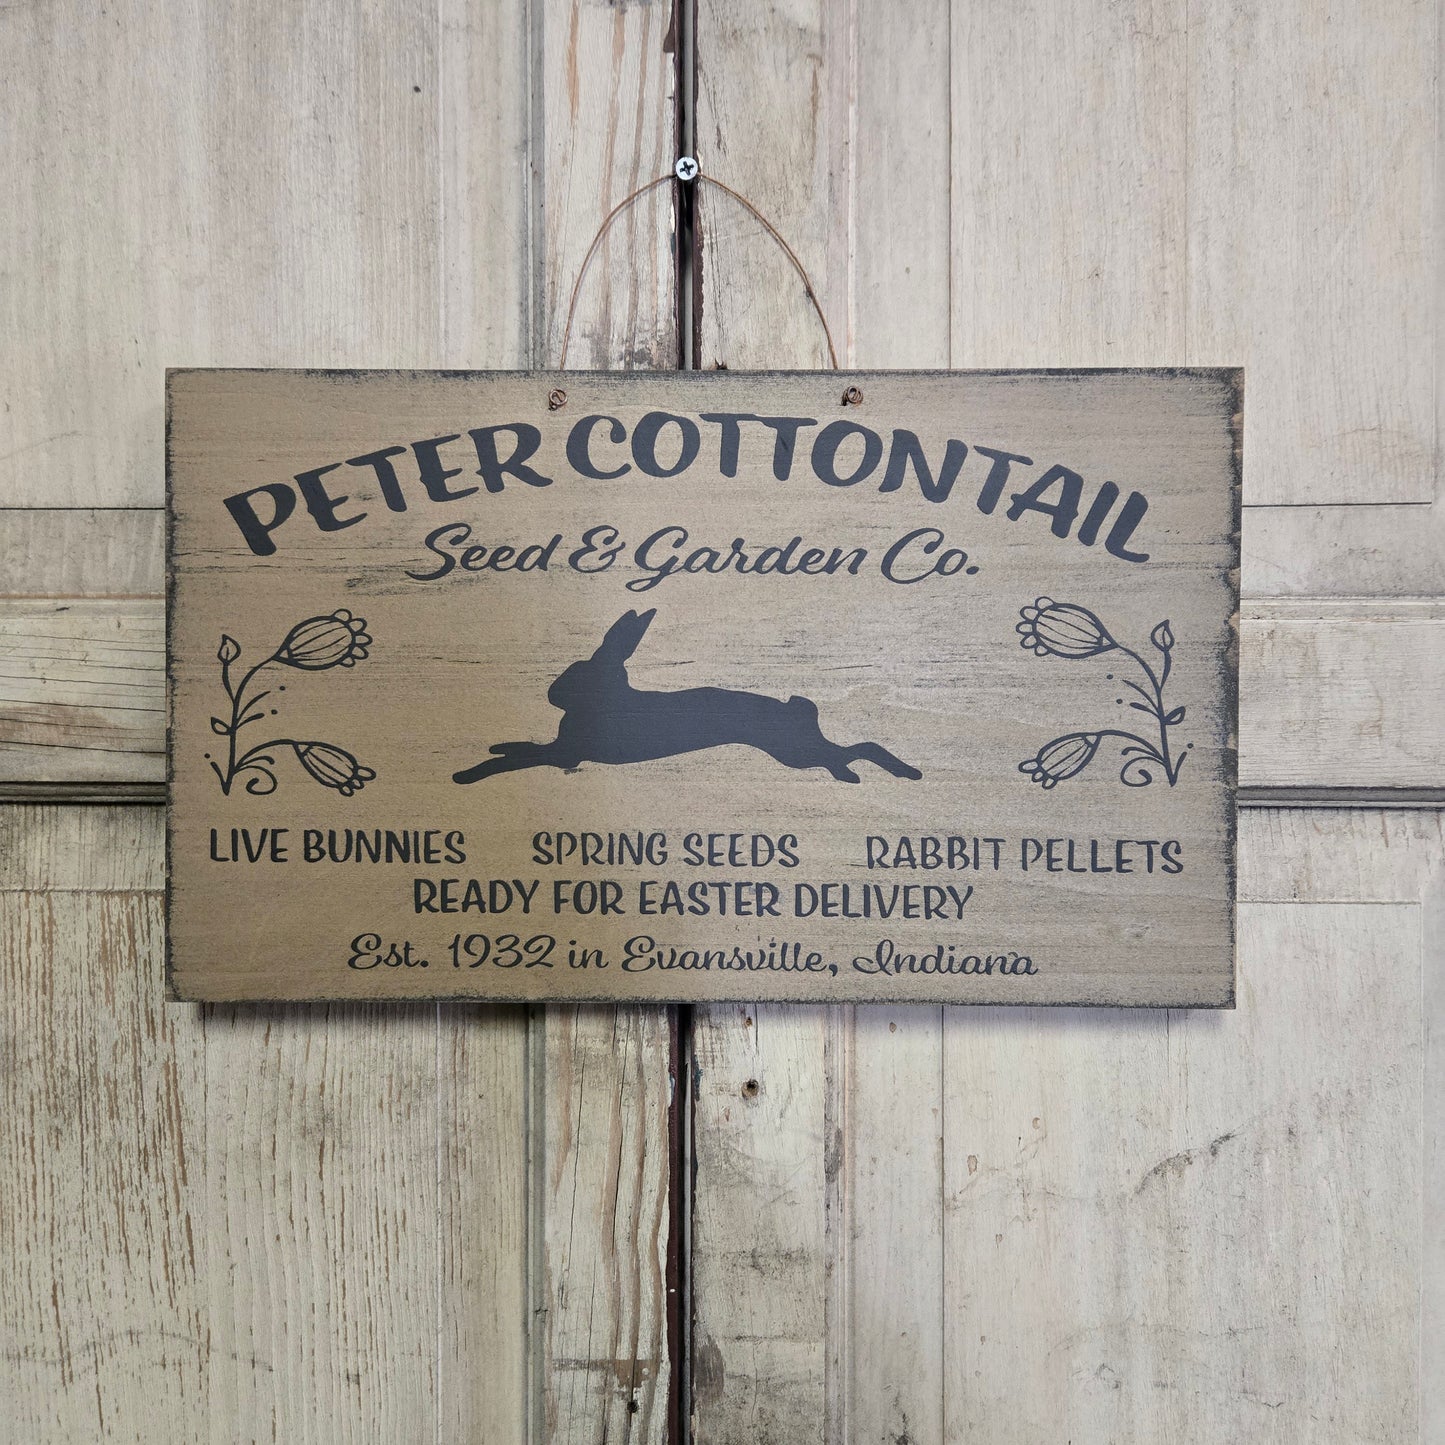 PETER COTTONTAIL
Seed & Garden Co.
LIVE BUNNIES SPRING SEEDS RABBIT PELLETS
READY FOR EASTER DELIVERY
Est. 1932 in Evansville, Indiana